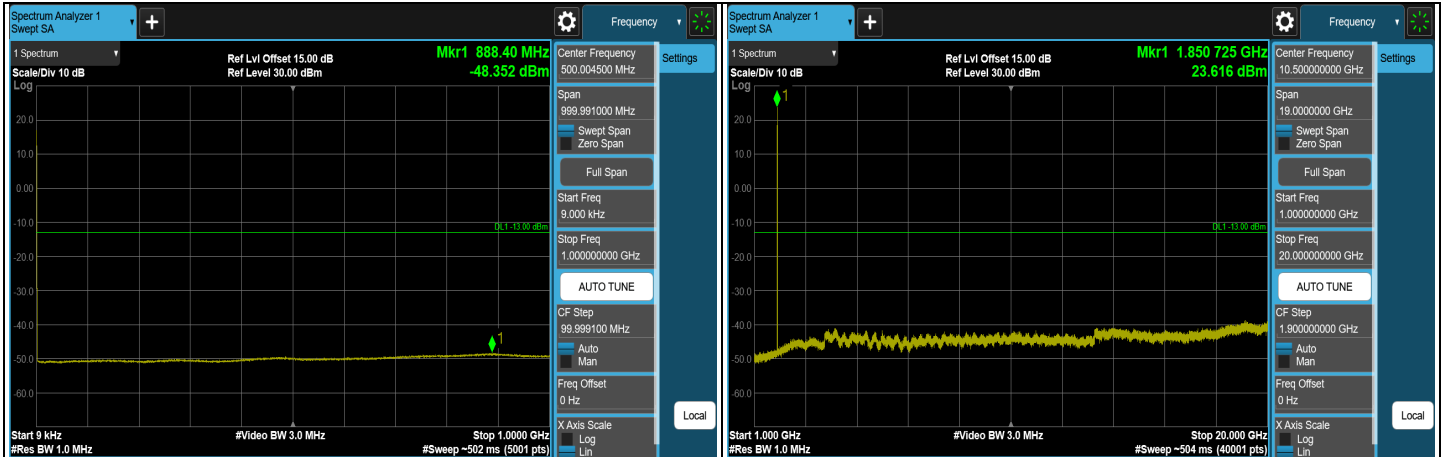 Spectrum Analyzer 1
Swept SA
+
Frequency
1 Spectrum
Scale/Div 10 dB
Log
Ref Lvl Offset 15.00 dB
Ref Level 30.00 dBm
Mkr1 888.40 MHz
-48.352 dBm
20.0
10.0
0.00
-10.0
-20.0
-30.0
-40.0
-50.0
-60.0
DL1 -13.00 dBm
1
Start 9 kHz
#Res BW 1.0 MHz
#Video BW 3.0 MHz
Stop 1.0000 GHz
#Sweep ~502 ms (5001 pts)
Center Frequency
500.004500 MHz
Span
999.991000 MHz
Swept Span
Zero Span
Full Span
Start Freq
9.000 kHz
Stop Freq
1.000000000 GHz
AUTO TUNE
CF Step
99.999100 MHz
Auto
Man
Freq Offset
0 Hz
X Axis Scale
Log
Lin
Settings
Local
Spectrum Analyzer 1
Swept SA
+
Frequency
1 Spectrum
Scale/Div 10 dB
Log
Ref Lvl Offset 15.00 dB
Ref Level 30.00 dBm
Mkr1 1.850 725 GHz
23.616 dBm
1
20.0
10.0
0.00
-10.0
-20.0
-30.0
-40.0
-50.0
-60.0
DL1 -13.00 dBm
Start 1.000 GHz
#Res BW 1.0 MHz
#Video BW 3.0 MHz
Stop 20.000 GHz
#Sweep ~504 ms (40001 pts)
Center Frequency
10.500000000 GHz
Span
19.0000000 GHz
Swept Span
Zero Span
Full Span
Start Freq
1.000000000 GHz
Stop Freq
20.000000000 GHz
AUTO TUNE
CF Step
1.900000000 GHz
Auto
Man
Freq Offset
0 Hz
X Axis Scale
Log
Lin
Settings
Local